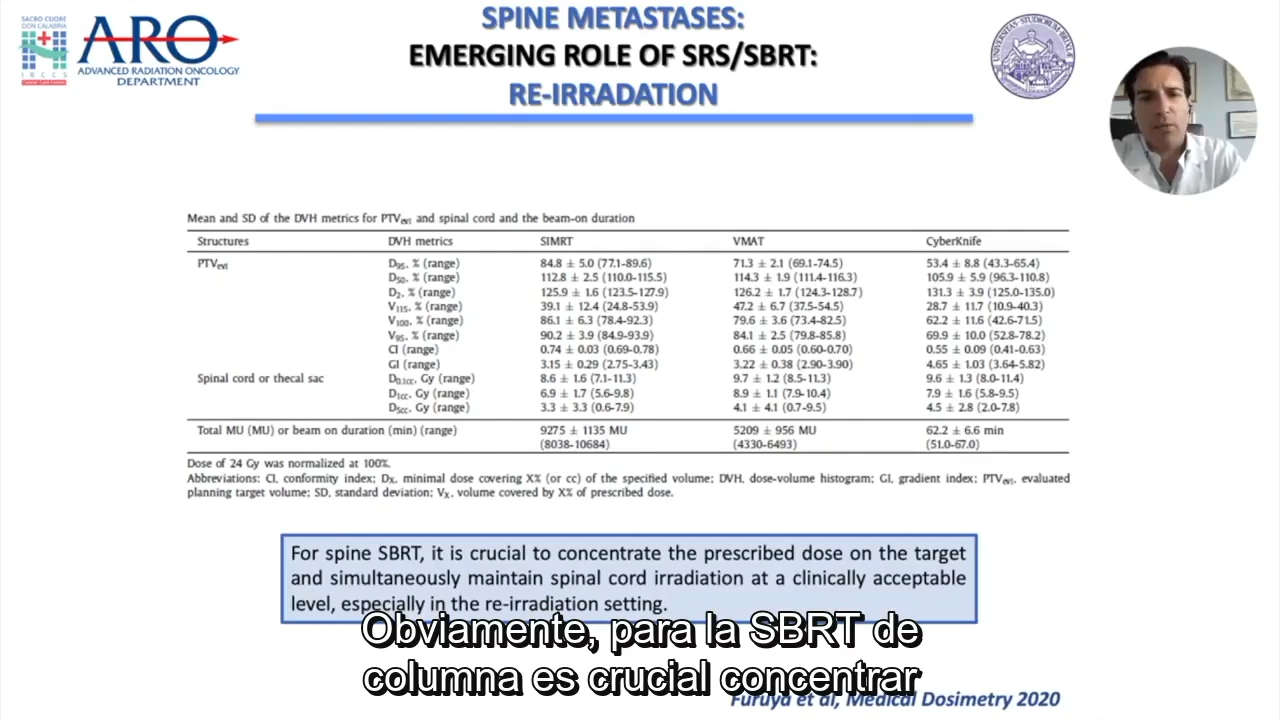 SACRO CUORE
DON CALABRIA
IRCCS
ARO
ADVANCED RADIATION ONCOLOGY
DEPARTMENT
SPINE METASTASES:
EMERGING ROLE OF SRS/SBRT:
RE-IRRADATION
Mean and SD of the DVH metrics for PTVevl and spinal cord and the beam-on duration
Structures DVH metrics SIMRT VMAT CyberKnife
PTVevl D95, % (range) 84.8 ± 5.0 (77.1-89.6) 71.3 ± 2.1 (69.1-74.5) 53.4 ± 8.8 (43.3-65.4)
D50, % (range) 112.8 ± 2.5 (110.0-115.5) 114.3 ± 1.9 (111.4-116.3) 105.9 ± 5.9 (96.3-110.8)
D2, % (range) 125.9 ± 1.6 (123.5-127.9) 126.2 ± 1.7 (124.3-128.7) 131.3 ± 3.9 (125.0-135.0)
V115, % (range) 39.1 ± 12.4 (24.8-53.9) 47.2 ± 6.7 (37.5-54.5) 28.7 ± 11.7 (10.9-40.3)
V100, % (range) 86.1 ± 6.3 (78.4-92.3) 79.6 ± 3.6 (73.4-82.5) 62.2 ± 11.6 (42.6-71.5)
V95, % (range) 90.2 ± 3.9 (84.9-93.9) 84.1 ± 2.5 (79.8-85.8) 69.9 ± 10.0 (52.8-78.2)
CI (range) 0.74 ± 0.03 (0.69-0.78) 0.66 ± 0.05 (0.60-0.70) 0.55 ± 0.09 (0.41-0.63)
GI (range) 3.15 ± 0.29 (2.75-3.43) 3.22 ± 0.38 (2.90-3.90) 4.65 ± 1.03 (3.64-5.82)
Spinal cord or thecal sac D0.1cc, Gy (range) 8.6 ± 1.6 (7.1-11.3) 9.7 ± 1.2 (8.5-11.3) 9.6 ± 1.3 (8.0-11.4)
D1cc, Gy (range) 6.9 ± 1.7 (5.6-9.8) 8.9 ± 1.1 (7.9-10.4) 7.9 ± 1.6 (5.8-9.5)
D5cc, Gy (range) 3.3 ± 3.3 (0.6-7.9) 4.1 ± 4.1 (0.7-9.5) 4.5 ± 2.8 (2.0-7.8)
Total MU (MU) or beam on duration (min) (range) 9275 ± 1135 MU 5209 ± 956 MU 62.2 ± 6.6 min
(8038-10684) (4330-6493) (51.0-67.0)
Dose of 24 Gy was normalized at 100%.
Abbreviations: CI, conformity index; DX, minimal dose covering X% (or cc) of the specified volume; DVH, dose-volume histogram; GI, gradient index; PTVevl, evaluated
planning target volume; SD, standard deviation; VX, volume covered by X% of prescribed dose.
For spine SBRT, it is crucial to concentrate the prescribed dose on the target
and simultaneously maintain spinal cord irradiation at a clinically acceptable
level, especially in the re-irradiation setting.
Obviamente, para la SBRT de
columna es crucial concentrar
Furuya et al, Medical Dosimetry 2020